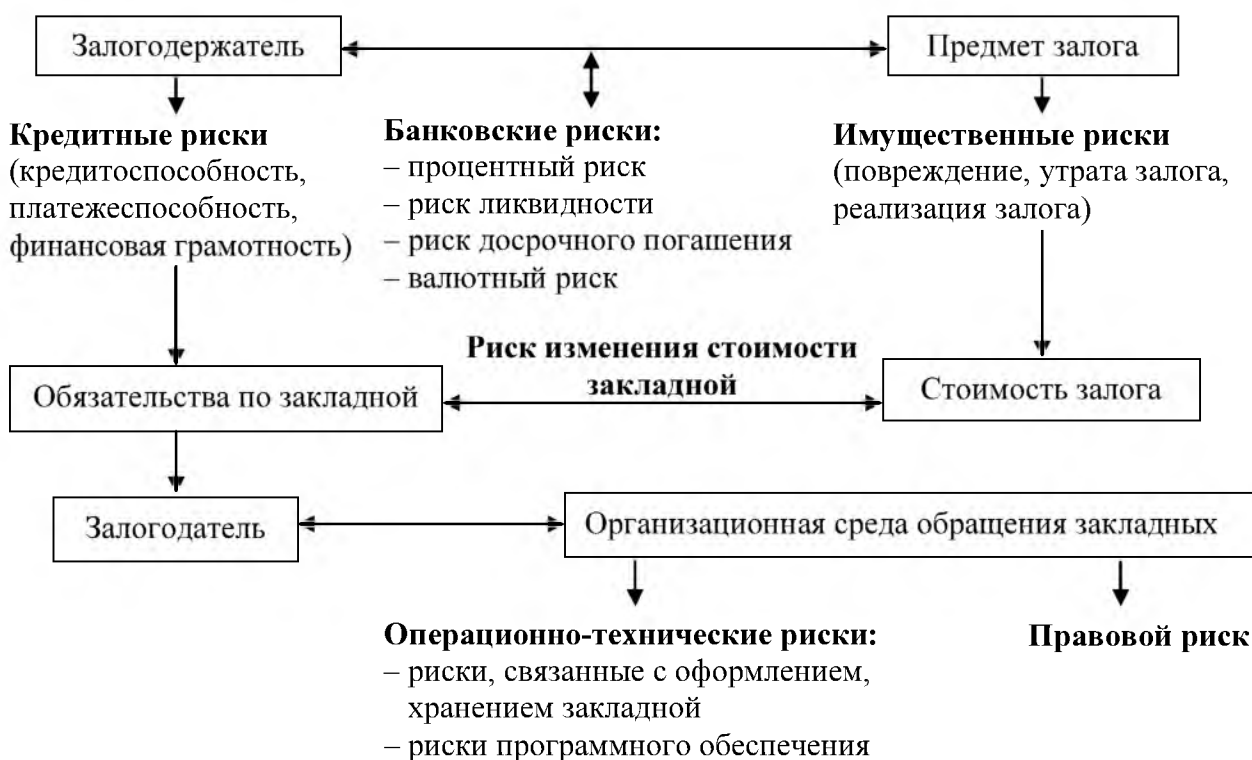 Залогодержатель
Предмет залога
Кредитные риски
(кредитоспособность,
платежеспособность,
финансовая грамотность)
Банковские риски:
– процентный риск
– риск ликвидности
– риск досрочного погашения
– валютный риск
Имущественные риски
(повреждение, утрата залога,
реализация залога)
Риск изменения стоимости
закладной
Обязательства по закладной
Стоимость залога
Залогодатель
Организационная среда обращения закладных
Операционно-технические риски:
– риски, связанные с оформлением,
хранением закладной
– риски программного обеспечения
Правовой риск